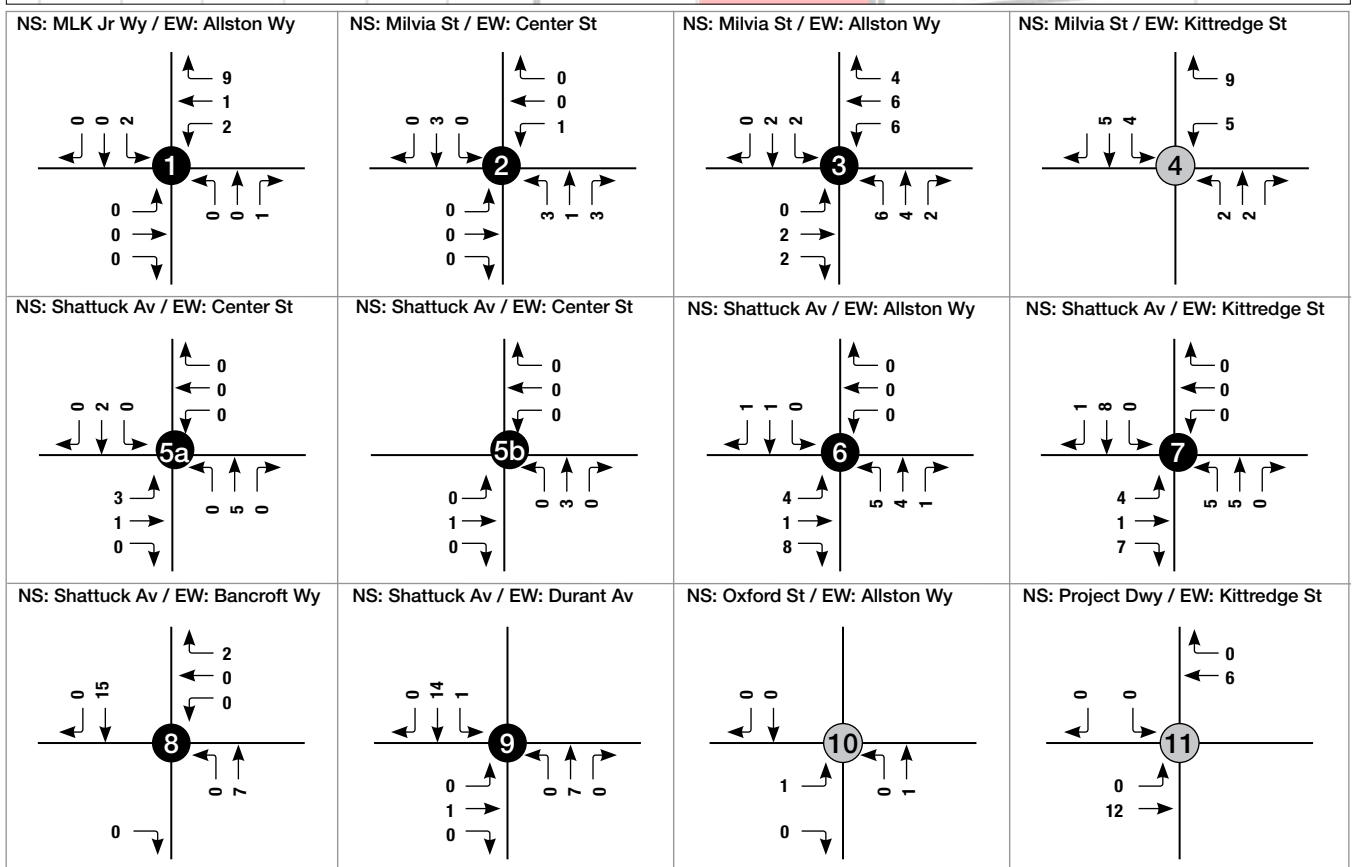 NS: MLK Jr Wy / EW: Allston Wy
9
1
2
0 0 2
1
0
0
0
0 0 1
NS: Milvia St / EW: Center St
0
0
1
0 3 0
2
0
0
0
3 1 3
NS: Milvia St / EW: Allston Wy
4
6
6
0 2 2
3
0
2
2
6 4 2
NS: Milvia St / EW: Kittredge St
9
5
5 4
4
2 2
NS: Shattuck Av / EW: Center St
0
0
0
0 2 0
5a
3
1
0
0 5 0
NS: Shattuck Av / EW: Center St
0
0
0
5b
0
1
0
0 3 0
NS: Shattuck Av / EW: Allston Wy
0
0
0
1 1 0
6
4
1
8
5 4 1
NS: Shattuck Av / EW: Kittredge St
0
0
0
1 8 0
7
4
1
7
5 5 0
NS: Shattuck Av / EW: Bancroft Wy
2
0
0
0 15
8
0 7
0
NS: Shattuck Av / EW: Durant Av
0 14 1
9
0
1
0
0 7 0
NS: Oxford St / EW: Allston Wy
0 0
10
1
0
0 1
NS: Project Dwy / EW: Kittredge St
0
6
0 0
11
0
12